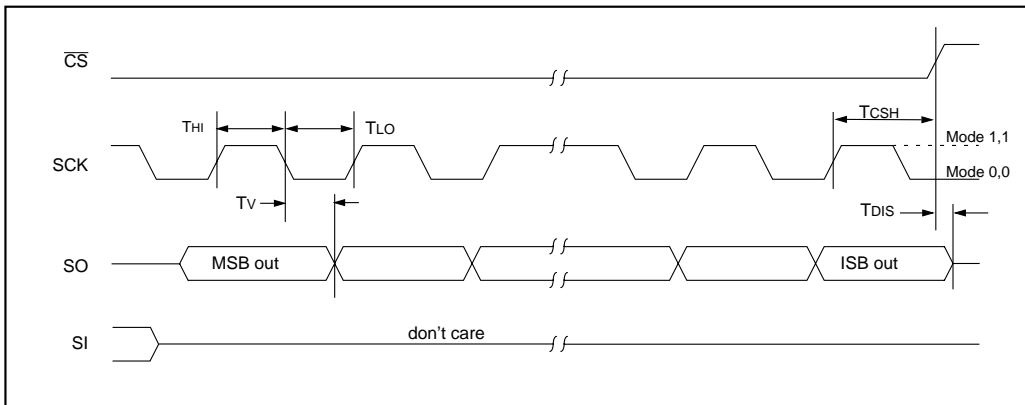 CS
THI
TLO
TCSH
SCK
Mode 1,1
Mode 0,0
TV
TDIS
SO
MSB out
ISB out
SI
don't care